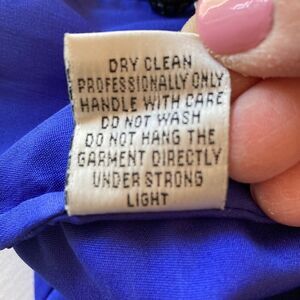 DRY CLEAN
PROFESSIONALLY ONLY
HANDLE WITH CARE
DO NOT WASH
DO NOT HANG THE
GARMENT DIRECTLY
UNDER STRONG
LIGHT